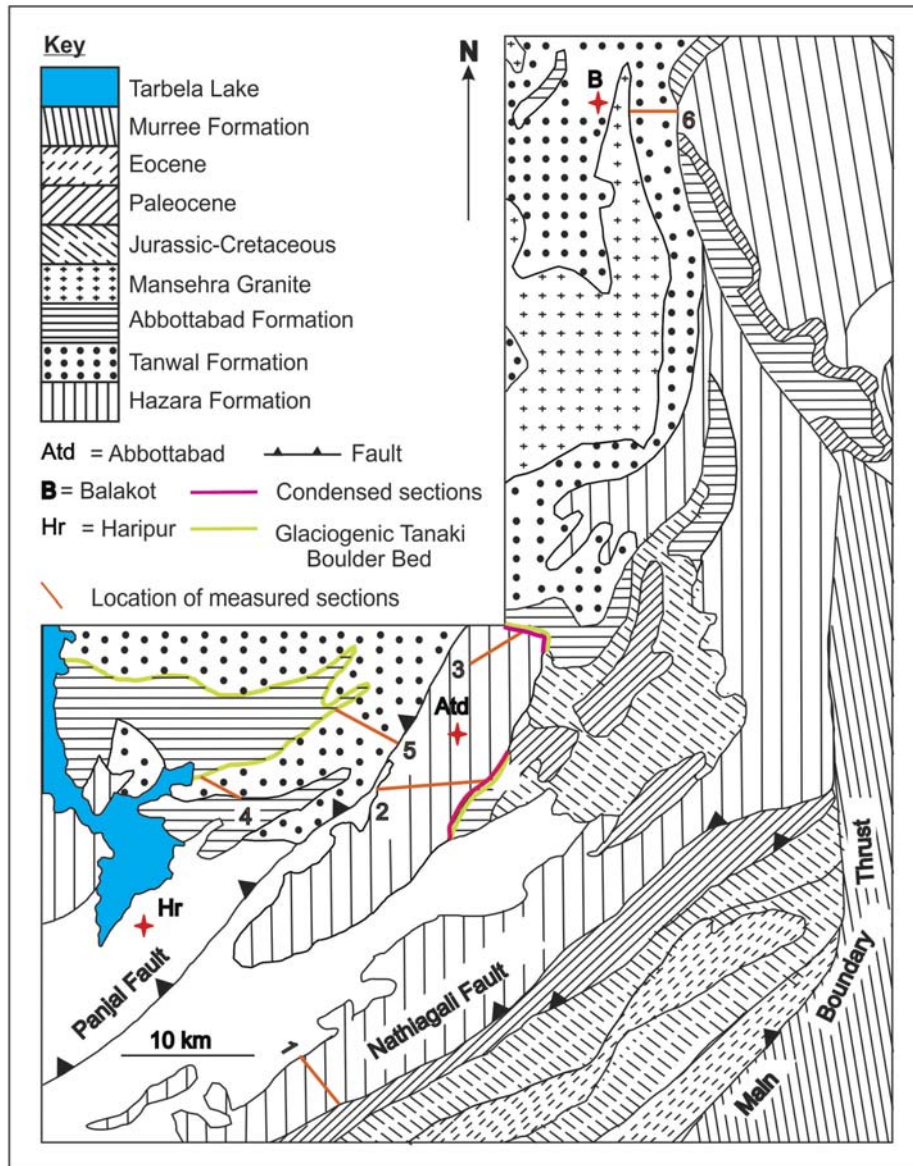 Key
Tarbela Lake
Murree Formation
Eocene
Paleocene
Jurassic-Cretaceous
Mansehra Granite
Abbottabad Formation
Tanwal Formation
Hazara Formation
Atd = Abbottabad
Fault
B = Balakot
Condensed sections
Hr = Haripur
Glaciogenic Tanaki
Boulder Bed
Location of measured sections
N
B
6
3
Atd
5
4
2
Hr
Panjal Fault
Nathiagali Fault
10 km
1
Main Boundary Thrust